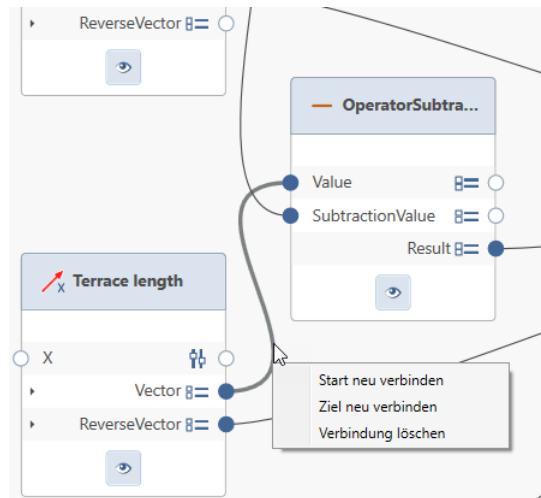 ReverseVector
OperatorSubtra...
Value
SubtractionValue
Result
Terrace length
X
Vector
ReverseVector
Start neu verbinden
Ziel neu verbinden
Verbindung löschen